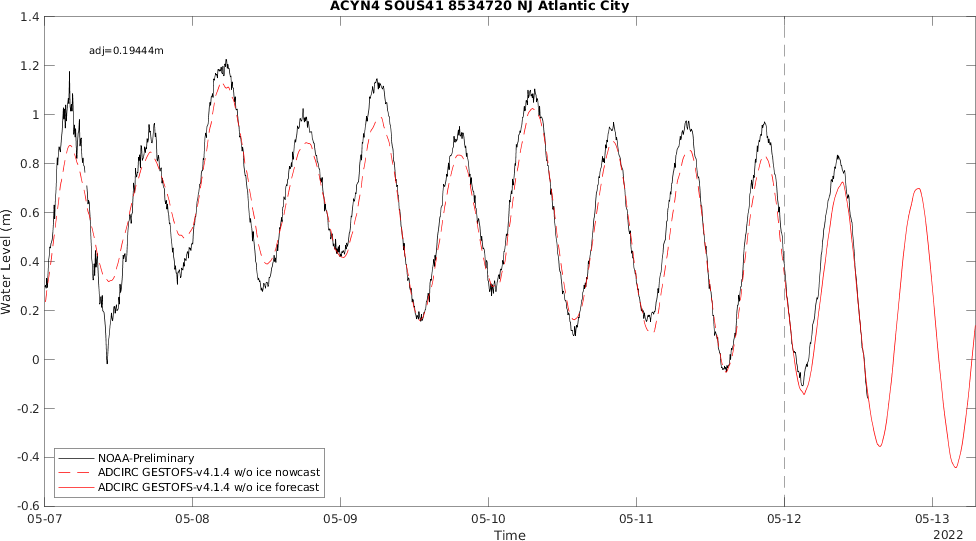 ACYN4 SOUS41 8534720 NJ Atlantic City
1.4
1.2
1
0.8
0.6
0.4
0.2
0
-0.2
-0.4
-0.6
Water Level (m)
adj=0.19444m
NOAA-Preliminary
ADCIRC GESTOFS-v4.1.4 w/o ice nowcast
ADCIRC GESTOFS-v4.1.4 w/o ice forecast
05-07 05-08 05-09 05-10 05-11 05-12 05-13
Time
2022